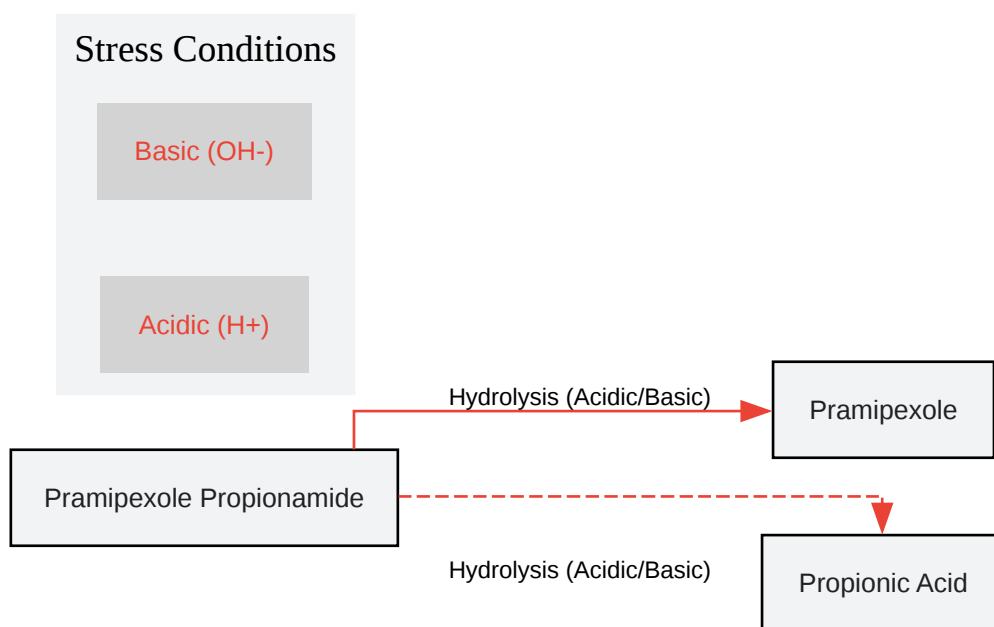 Stress Conditions
Basic (OH-)
Acidic (H+)
Hydrolysis (Acidic/Basic)
Pramipexole
Pramipexole Propionamide
Hydrolysis (Acidic/Basic)
Propionic Acid